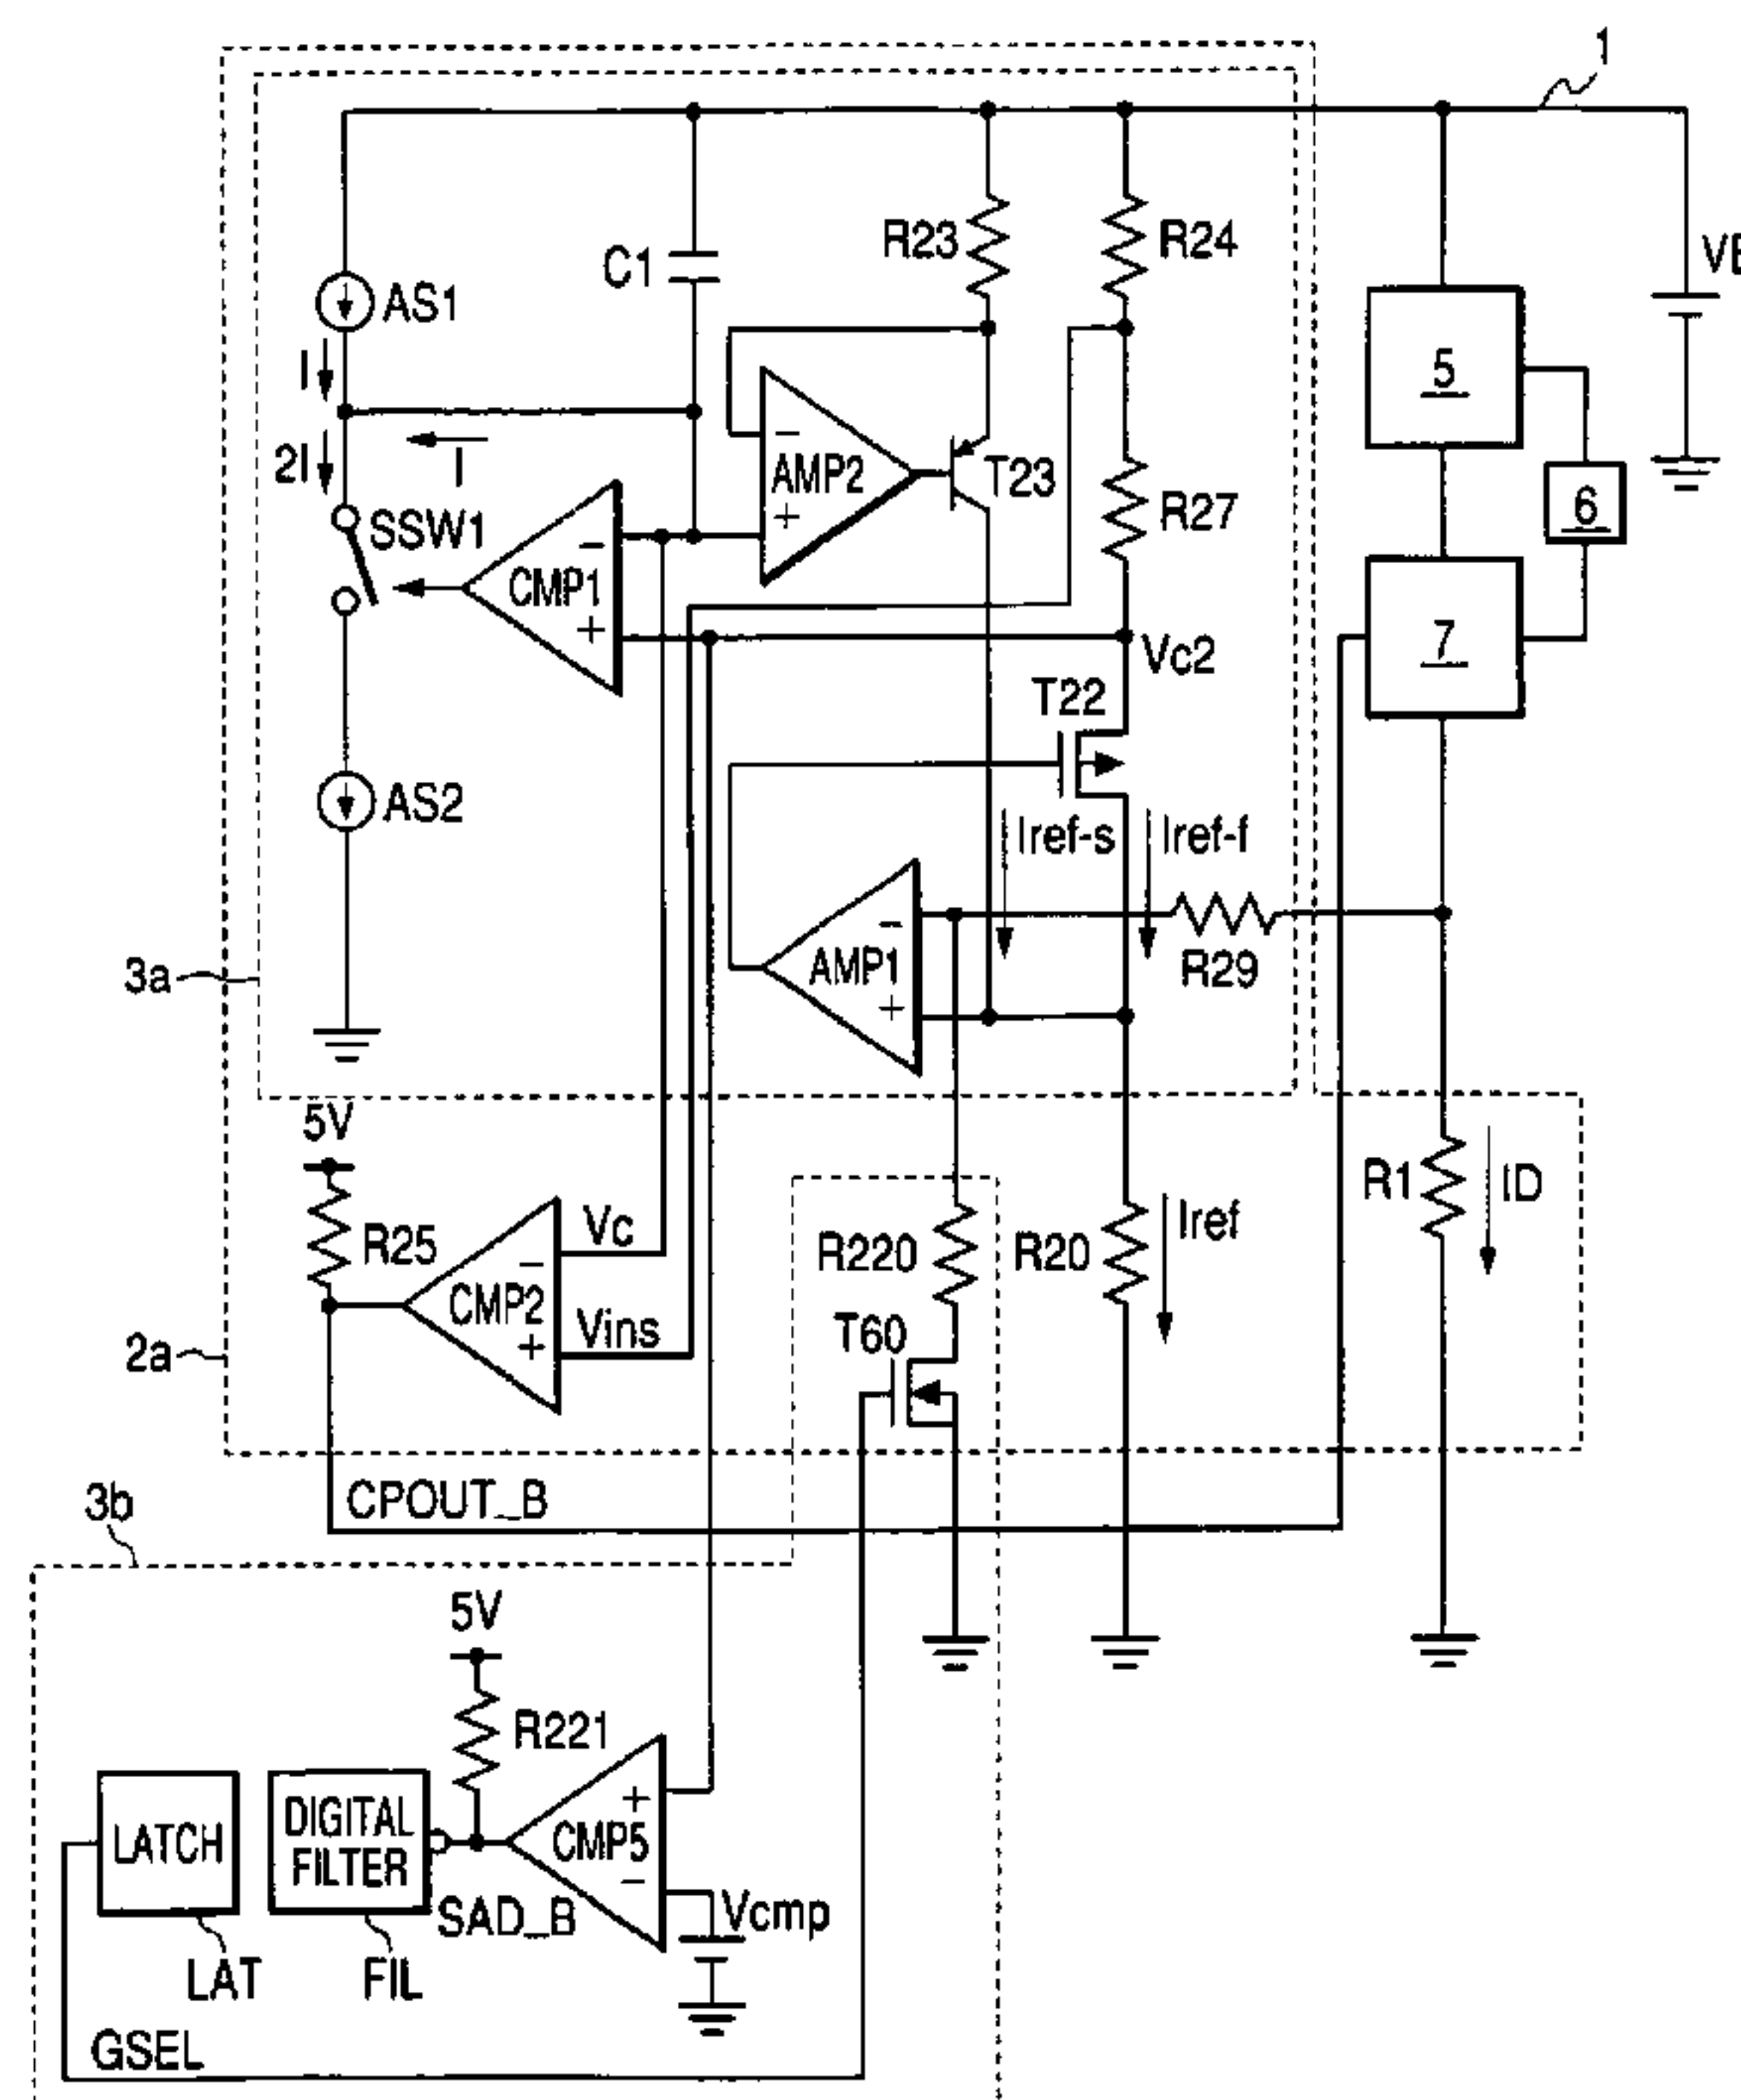 1
R23
R24
C1
VE
AS1
5
I
2I
I
AMP2
-
+
T23
R27
6
SSW1
CMP1
-
+
7
Vc2
T22
AS2
Iref-s
Iref-f
3a
AMP1
-
+
R29
5V
R25
Vc
CMP2
-
+
Vins
R220
R20
Iref
R1
ID
T60
2a
CPOUT_B
3b
5V
R221
LATCH
DIGITAL
FILTER
CMP5
+
-
SAD_B
Vcmp
LAT
FIL
GSEL